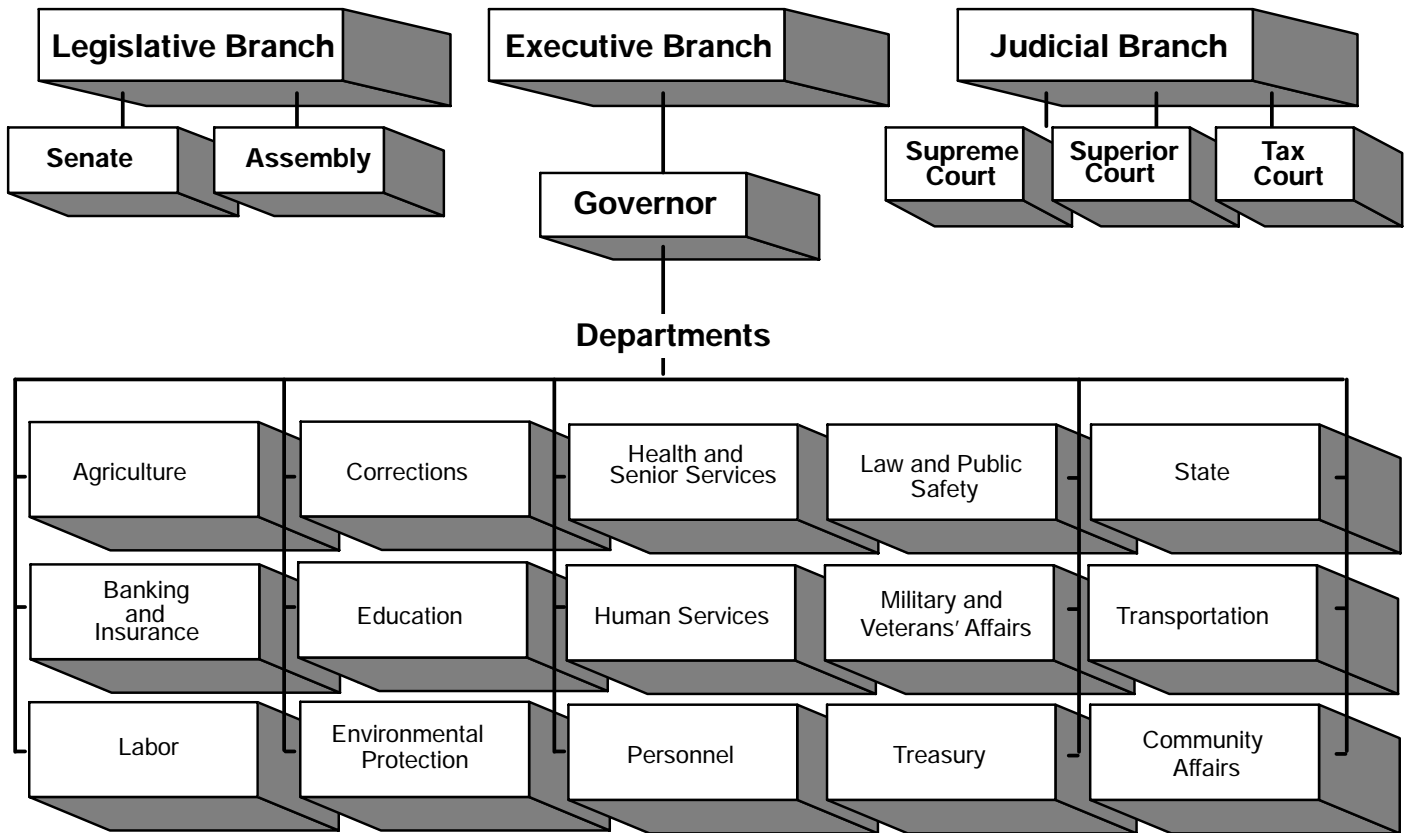 Legislative Branch
Executive Branch
Judicial Branch
Senate
Assembly
Supreme
Court
Superior
Court
Tax
Court
Governor
Departments
Agriculture
Corrections
Health and
Senior Services
Law and Public
Safety
State
Banking
and
Insurance
Education
Human Services
Military and
Veterans’ Affairs
Transportation
Labor
Environmental
Protection
Personnel
Treasury
Community
Affairs